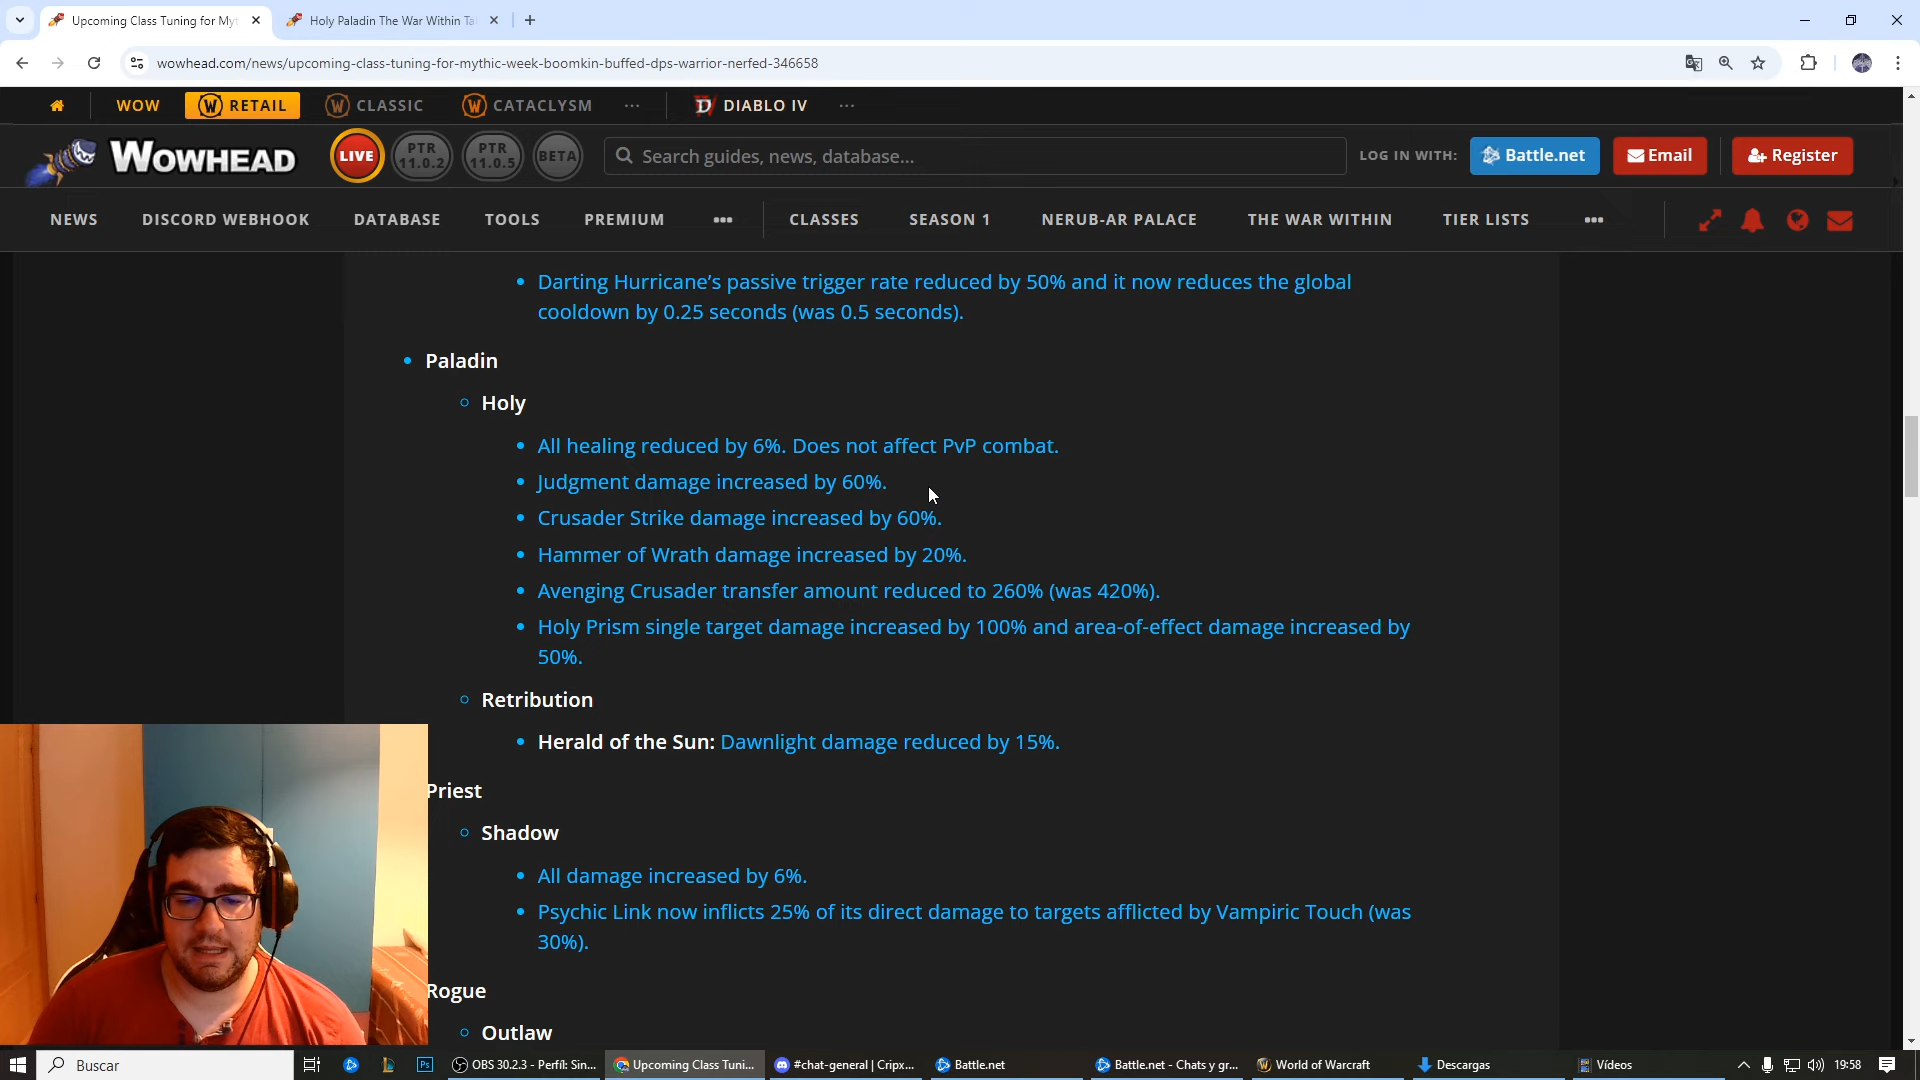 Upcoming Class Tuning for Myt
Holy Paladin The War Within Ta
wowhead.com/news/upcoming-class-tuning-for-mythic-week-boomkin-buffed-dps-warrior-nerfed-346658
WOW
RETAIL
CLASSIC
CATACLYSM
DIABLO IV
WOWHEAD
LIVE
PTR 11.0.2
PTR 11.0.5
BETA
Search guides, news, database...
LOG IN WITH:
Battle.net
Email
Register
NEWS
DISCORD WEBHOOK
DATABASE
TOOLS
PREMIUM
CLASSES
SEASON 1
NERUB-AR PALACE
THE WAR WITHIN
TIER LISTS
Darting Hurricane’s passive trigger rate reduced by 50% and it now reduces the global
cooldown by 0.25 seconds (was 0.5 seconds).
Paladin
Holy
All healing reduced by 6%. Does not affect PvP combat.
Judgment damage increased by 60%.
Crusader Strike damage increased by 60%.
Hammer of Wrath damage increased by 20%.
Avenging Crusader transfer amount reduced to 260% (was 420%).
Holy Prism single target damage increased by 100% and area-of-effect damage increased by
50%.
Retribution
Herald of the Sun: Dawnlight damage reduced by 15%.
Priest
Shadow
All damage increased by 6%.
Psychic Link now inflicts 25% of its direct damage to targets afflicted by Vampiric Touch (was
30%).
Rogue
Outlaw
Buscar
Ps
OBS 30.2.3 - Perfil: Sin...
Upcoming Class Tuni...
#chat-general | Cripx...
Battle.net
Battle.net - Chats y gr...
World of Warcraft
Descargas
Vídeos
19:58